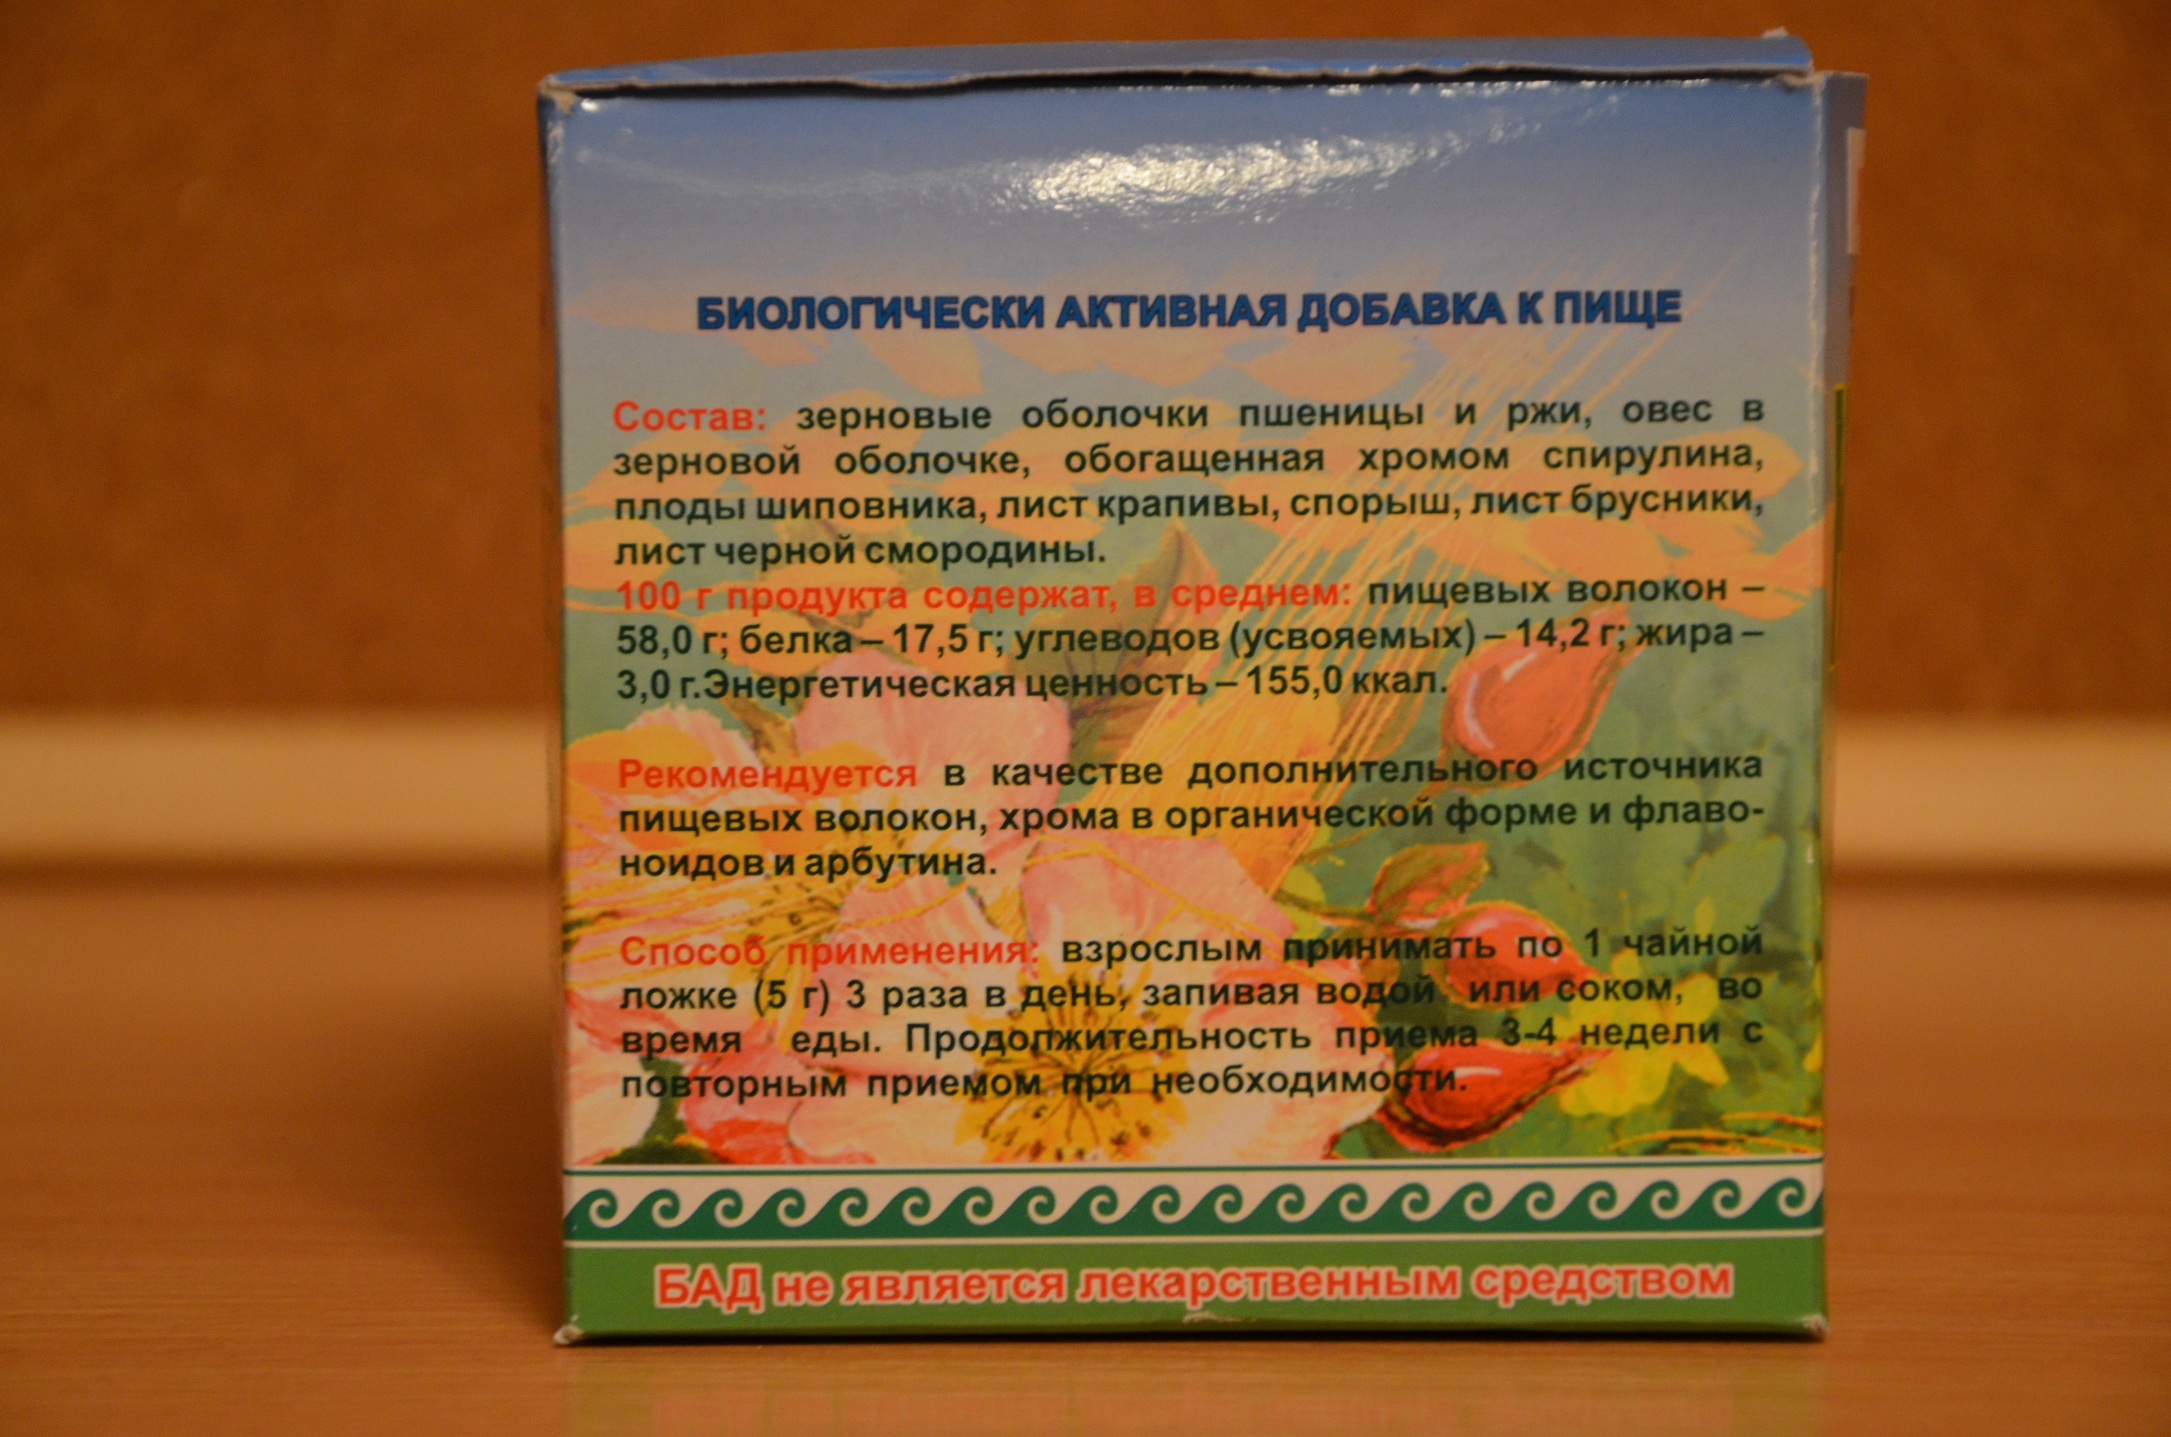 БИОЛОГИЧЕСКИ АКТИВНАЯ ДОБАВКА К ПИЩЕ
Состав: зерновые оболочки пшеницы и ржи, овес в
зерновой оболочке, обогащенная хромом спирулина,
плоды шиповника, лист крапивы, спорыш, лист брусники,
лист черной смородины.
100 г продукта содержат, в среднем: пищевых волокон –
58,0 г; белка – 17,5 г; углеводов (усвояемых) – 14,2 г; жира –
3,0 г.Энергетическая ценность – 155,0 ккал.
Рекомендуется в качестве дополнительного источника
пищевых волокон, хрома в органической форме и флаво-
ноидов и арбутина.
Способ применения: взрослым принимать по 1 чайной
ложке (5 г) 3 раза в день, запивая водой или соком, во
время еды. Продолжительность приема 3-4 недели с
повторным приемом при необходимости.
БАД не является лекарственным средством